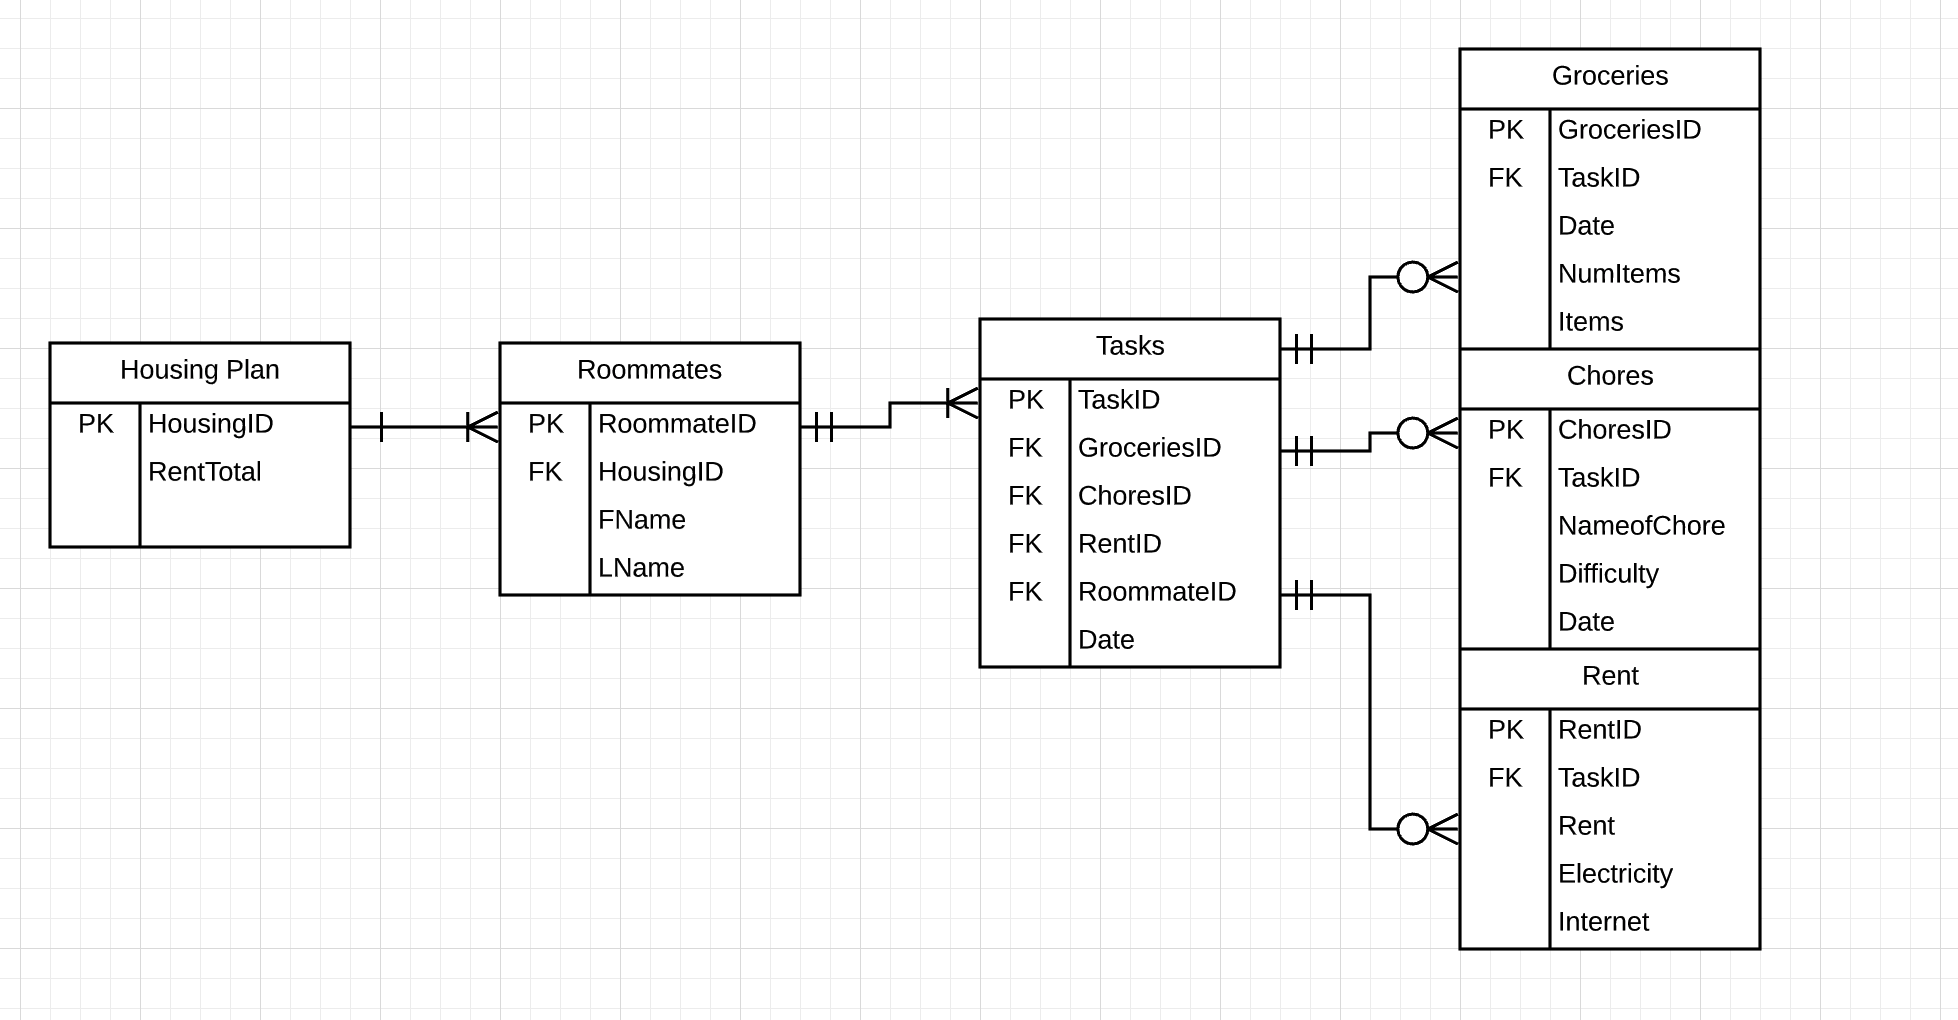 Housing Plan
PK HousingID
RentTotal
Roommates
PK RoommateID
FK HousingID
FName
LName
Tasks
PK TaskID
FK GroceriesID
FK ChoresID
FK RentID
FK RoommateID
Date
Groceries
PK GroceriesID
FK TaskID
Date
NumItems
Items
Chores
PK ChoresID
FK TaskID
NameofChore
Difficulty
Date
Rent
PK RentID
FK TaskID
Rent
Electricity
Internet